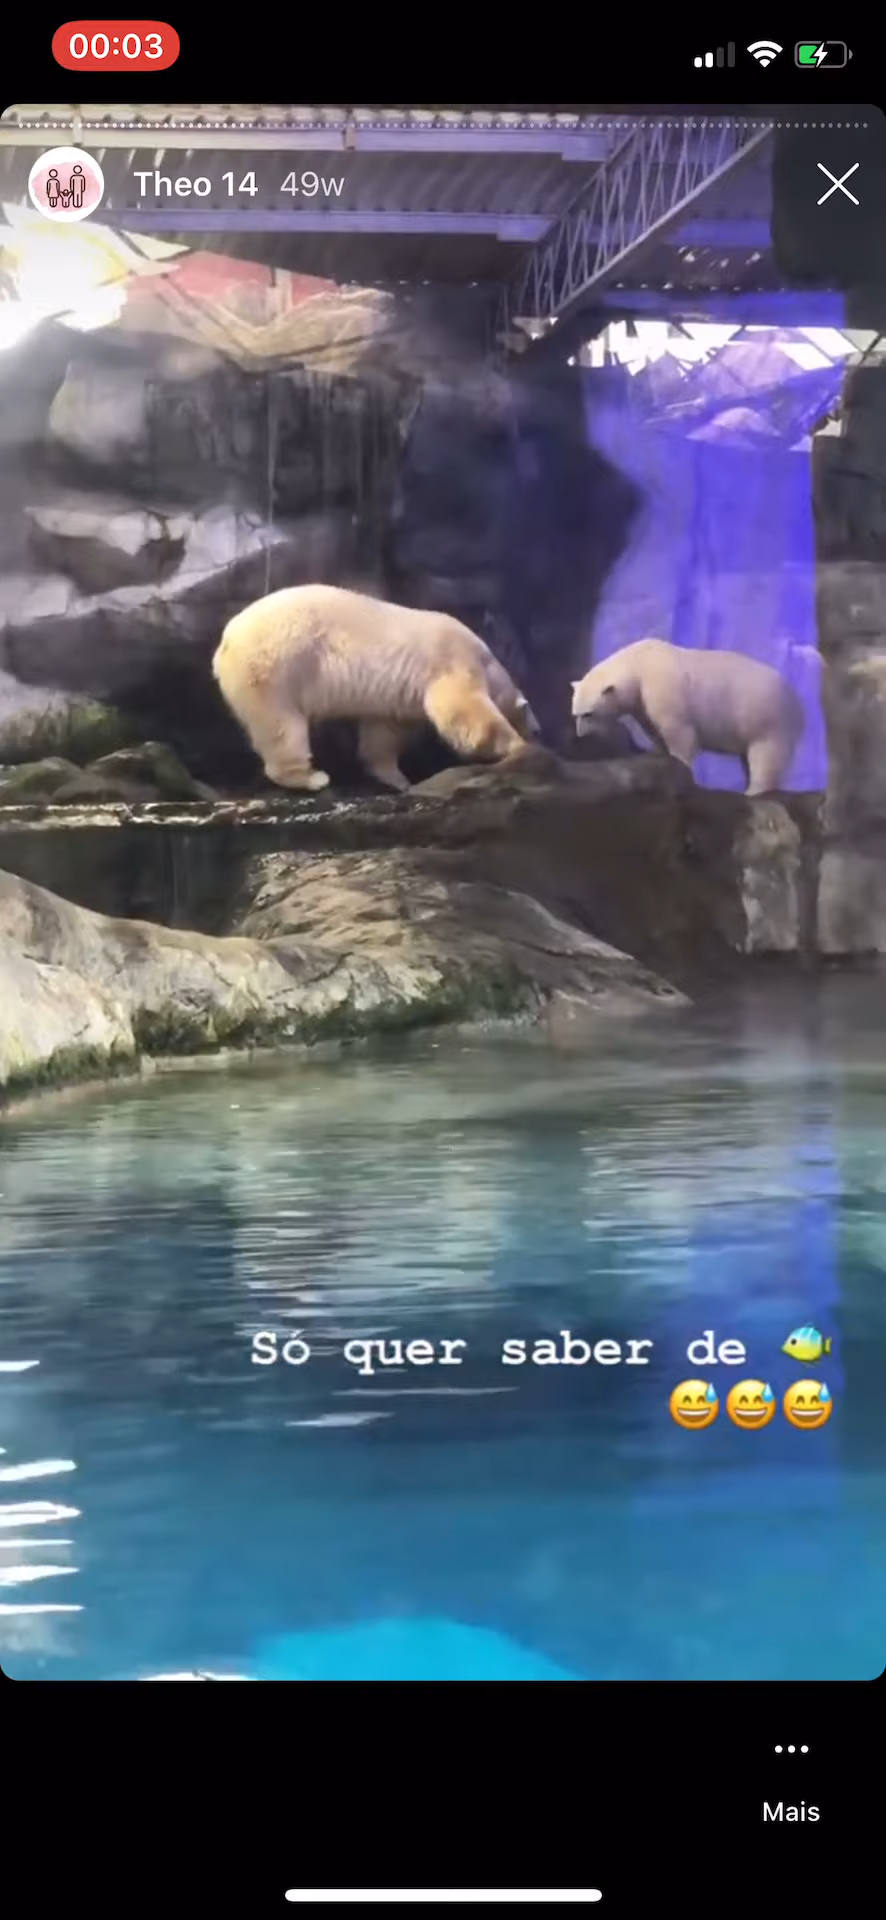 00:03
Theo 14 49w
Só quer saber de 🐠
😅😅😅
Mais